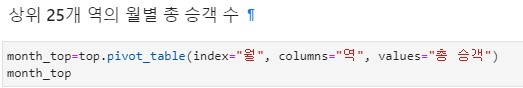 상위 25개 역의 월별 총 승객 수 ¶
month_top=top.pivot_table(index="월", columns="역", values="총 승객")
month_top